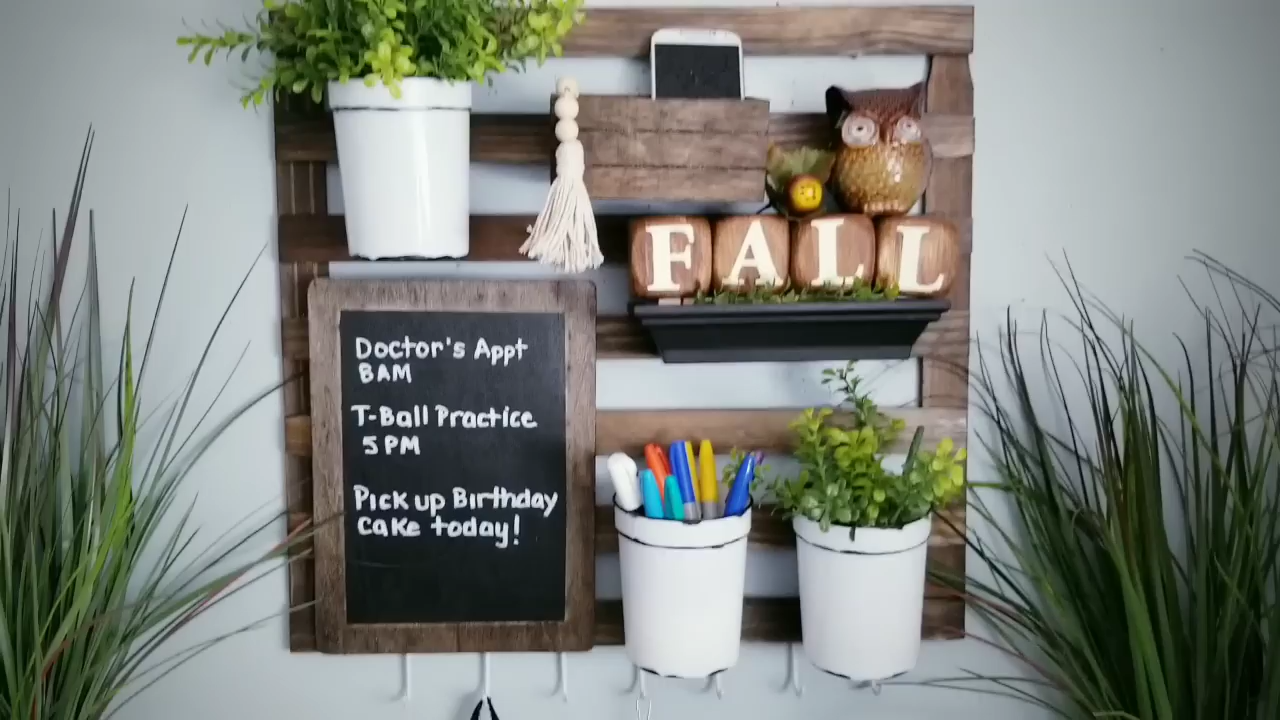 FALL
Doctor's Appt
8AM
T-Ball Practice
5PM
Pick up Birthday
cake today!